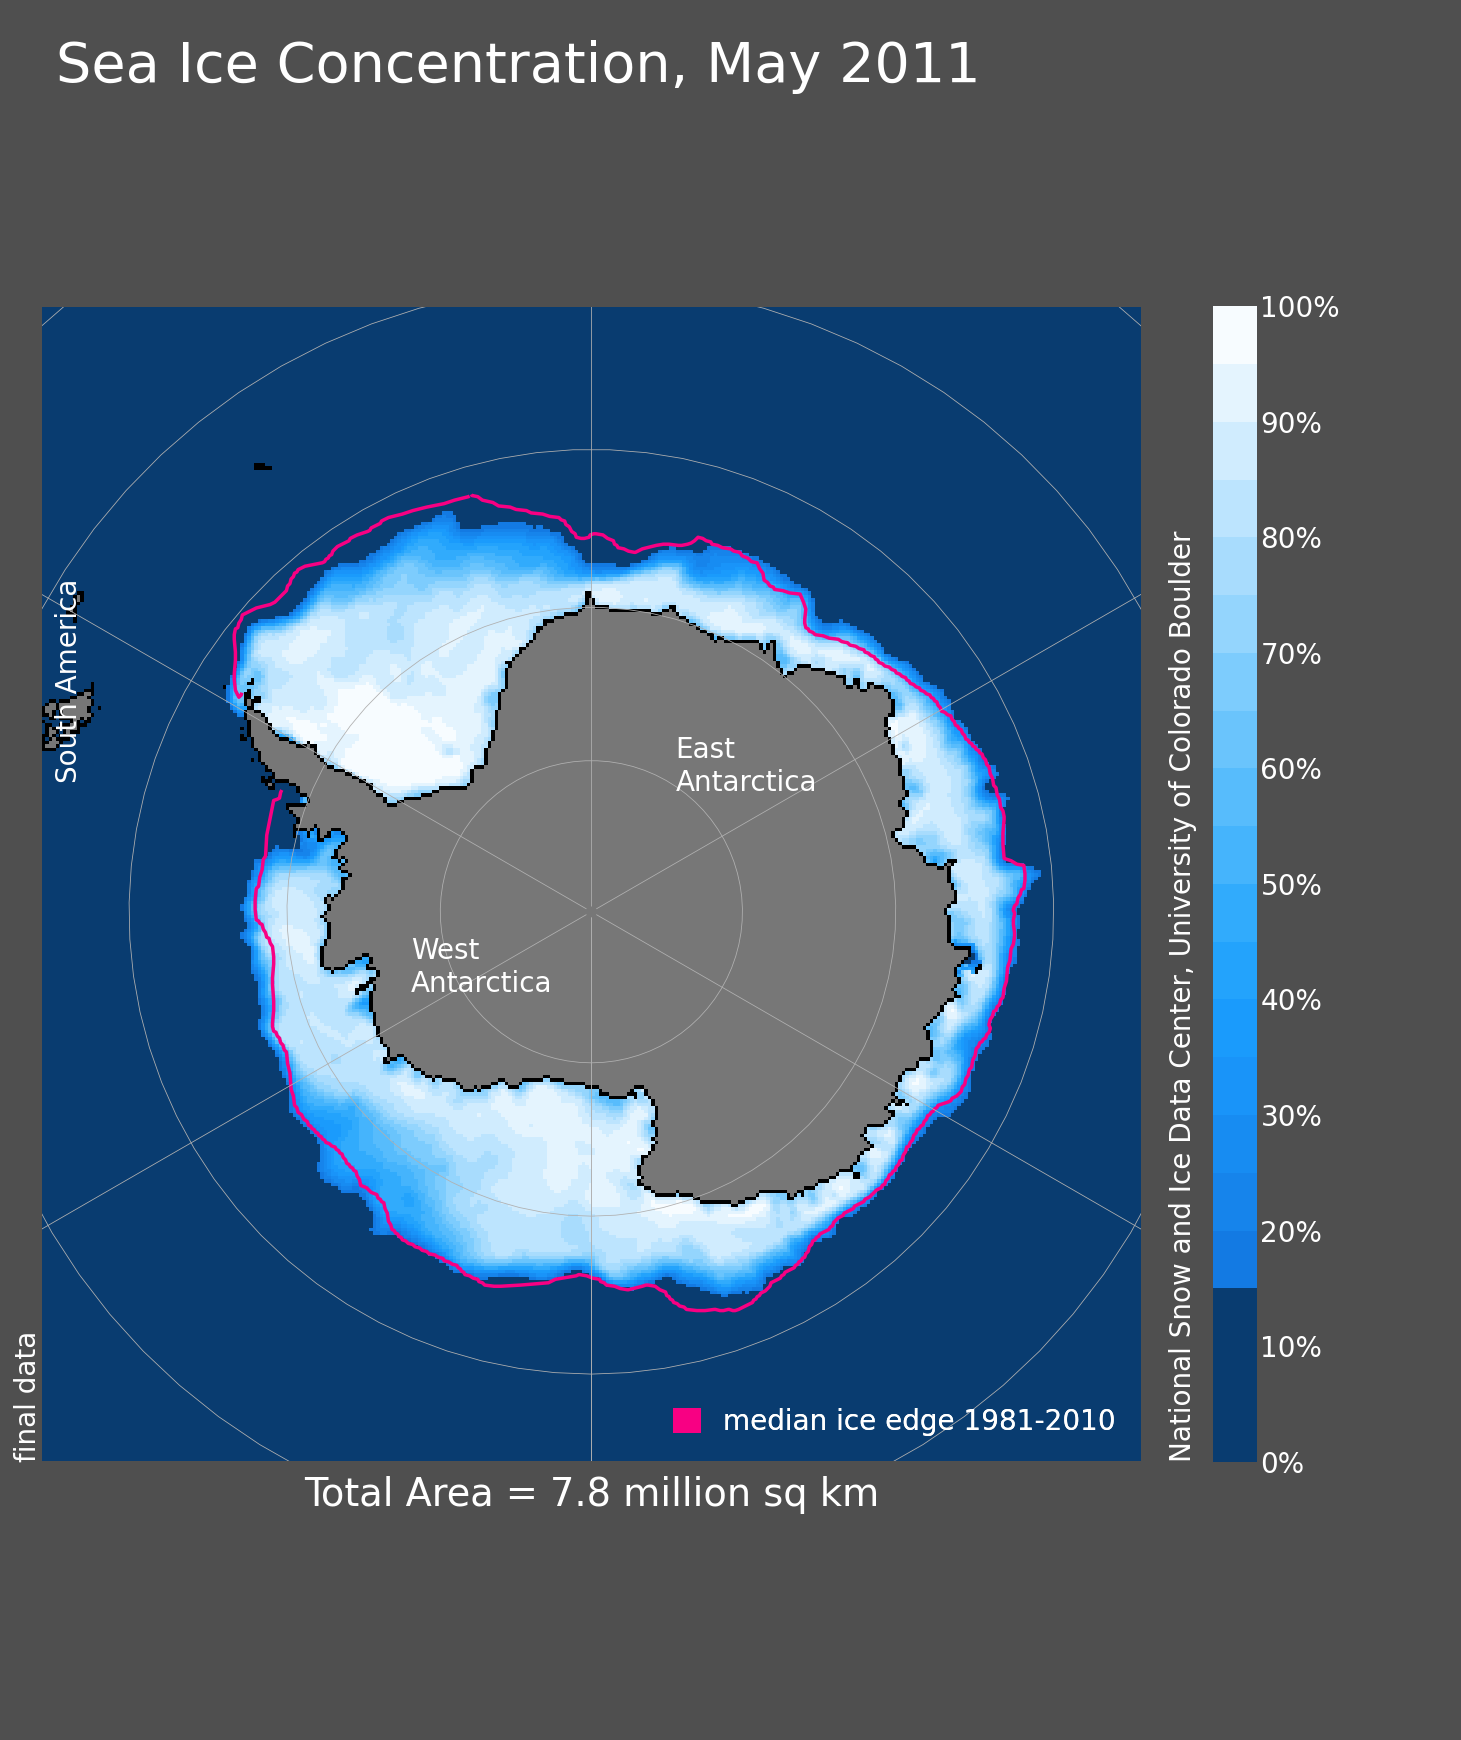 Sea Ice Concentration, May 2011
South America
East
Antarctica
West
Antarctica
final data
median ice edge 1981-2010
Total Area = 7.8 million sq km
National Snow and Ice Data Center, University of Colorado Boulder
100%
90%
80%
70%
60%
50%
40%
30%
20%
10%
0%